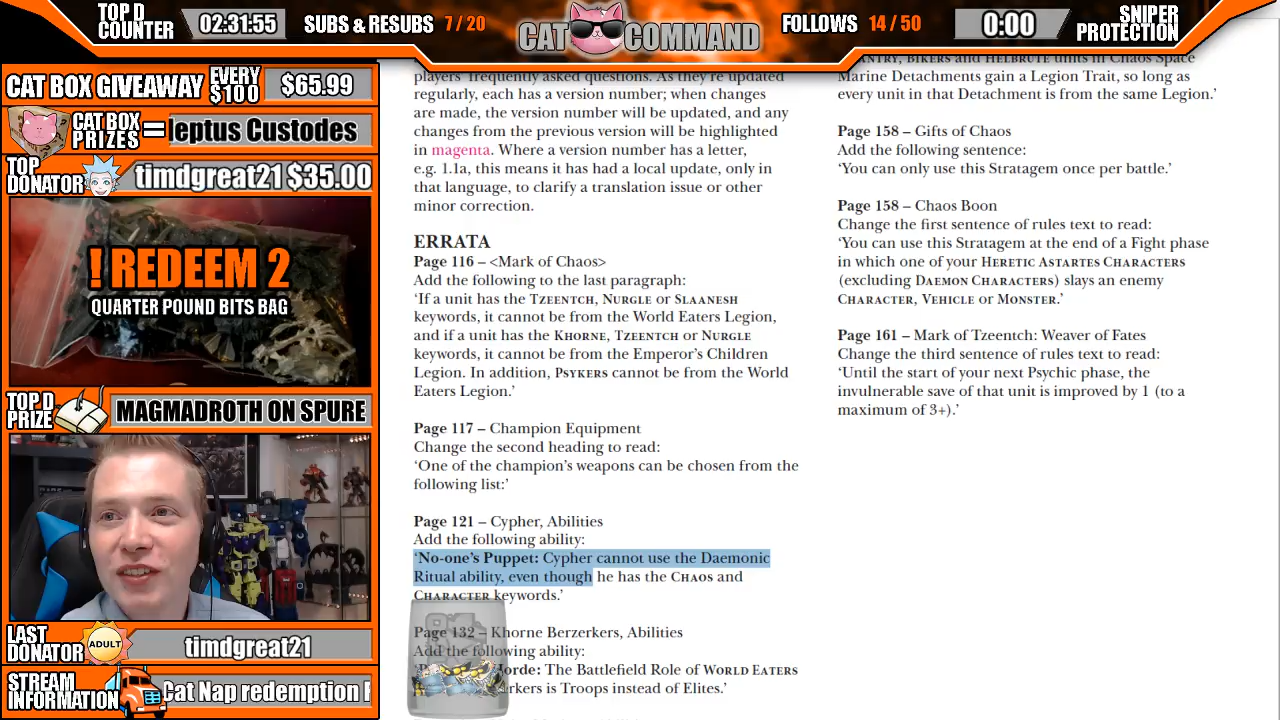 TOP D
COUNTER
02:31:55
SUBS & RESUBS 7 / 20
CAT COMMAND
FOLLOWS 14 / 50
0:00
SNIPER
PROTECTION
CAT BOX GIVEAWAY EVERY
$100
$65.99
CAT BOX
PRIZES
= leptus Custodes
TOP
DONATOR
timdgreat21 $35.00
! REDEEM 2
QUARTER POUND BITS BAG
TOP D
PRIZE
MAGMADROTH ON SPURE
LAST
DONATOR
ADULT
timdgreat21
STREAM
INFORMATION
Cat Nap redemption
players' frequently asked questions. As they're updated
regularly, each has a version number; when changes
are made, the version number will be updated, and any
changes from the previous version will be highlighted
in magenta. Where a version number has a letter,
e.g. 1.1a, this means it has had a local update, only in
that language, to clarify a translation issue or other
minor correction.
ERRATA
Page 116 – <Mark of Chaos>
Add the following to the last paragraph:
'If a unit has the TZEENTCH, NURGLE or SLAANESH
keywords, it cannot be from the World Eaters Legion,
and if a unit has the KHORNE, TZEENTCH or NURGLE
keywords, it cannot be from the Emperor's Children
Legion. In addition, PSYKERS cannot be from the World
Eaters Legion.'
Page 117 – Champion Equipment
Change the second heading to read:
'One of the champion's weapons can be chosen from the
following list:'
Page 121 – Cypher, Abilities
Add the following ability:
'No-one's Puppet: Cypher cannot use the Daemonic
Ritual ability, even though he has the CHAOS and
CHARACTER keywords.'
Page 132 – Khorne Berzerkers, Abilities
Add the following ability:
The Battlefield Role of WORLD EATERS
is Troops instead of Elites.'
BIKERS and HELBRUTE units in Chaos Space
Marine Detachments gain a Legion Trait, so long as
every unit in that Detachment is from the same Legion.'
Page 158 – Gifts of Chaos
Add the following sentence:
'You can only use this Stratagem once per battle.'
Page 158 – Chaos Boon
Change the first sentence of rules text to read:
'You can use this Stratagem at the end of a Fight phase
in which one of your HERETIC ASTARTES CHARACTERS
(excluding DAEMON CHARACTERS) slays an enemy
CHARACTER, VEHICLE or MONSTER.'
Page 161 – Mark of Tzeentch: Weaver of Fates
Change the third sentence of rules text to read:
'Until the start of your next Psychic phase, the
invulnerable save of that unit is improved by 1 (to a
maximum of 3+).'